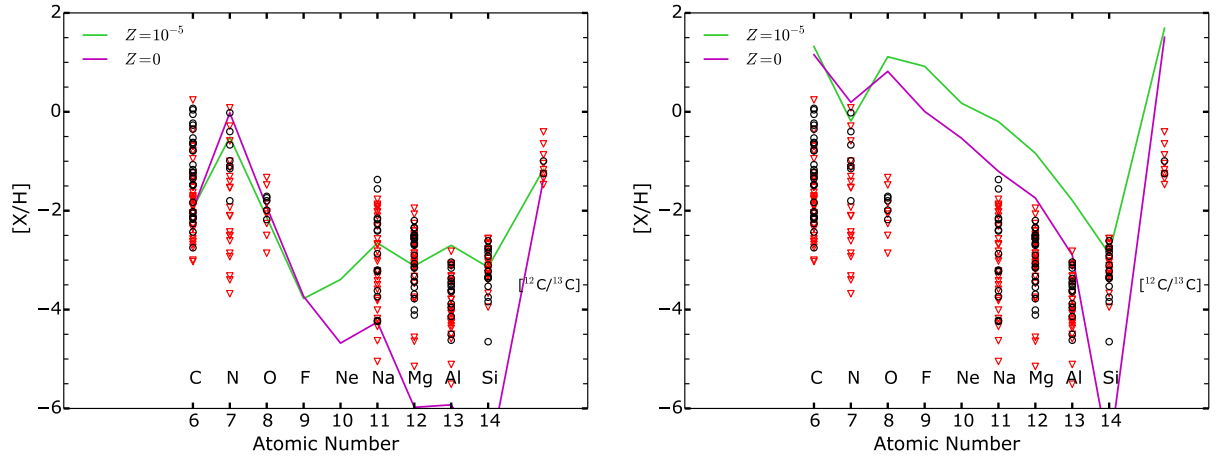 2
0
−2
−4
−6
[X/H]
Z=10⁻⁵
Z=0
[¹²C/¹³C]
C N O F Ne Na Mg Al Si
6 7 8 9 10 11 12 13 14
Atomic Number
2
0
−2
−4
−6
[X/H]
Z=10⁻⁵
Z=0
[¹²C/¹³C]
C N O F Ne Na Mg Al Si
6 7 8 9 10 11 12 13 14
Atomic Number